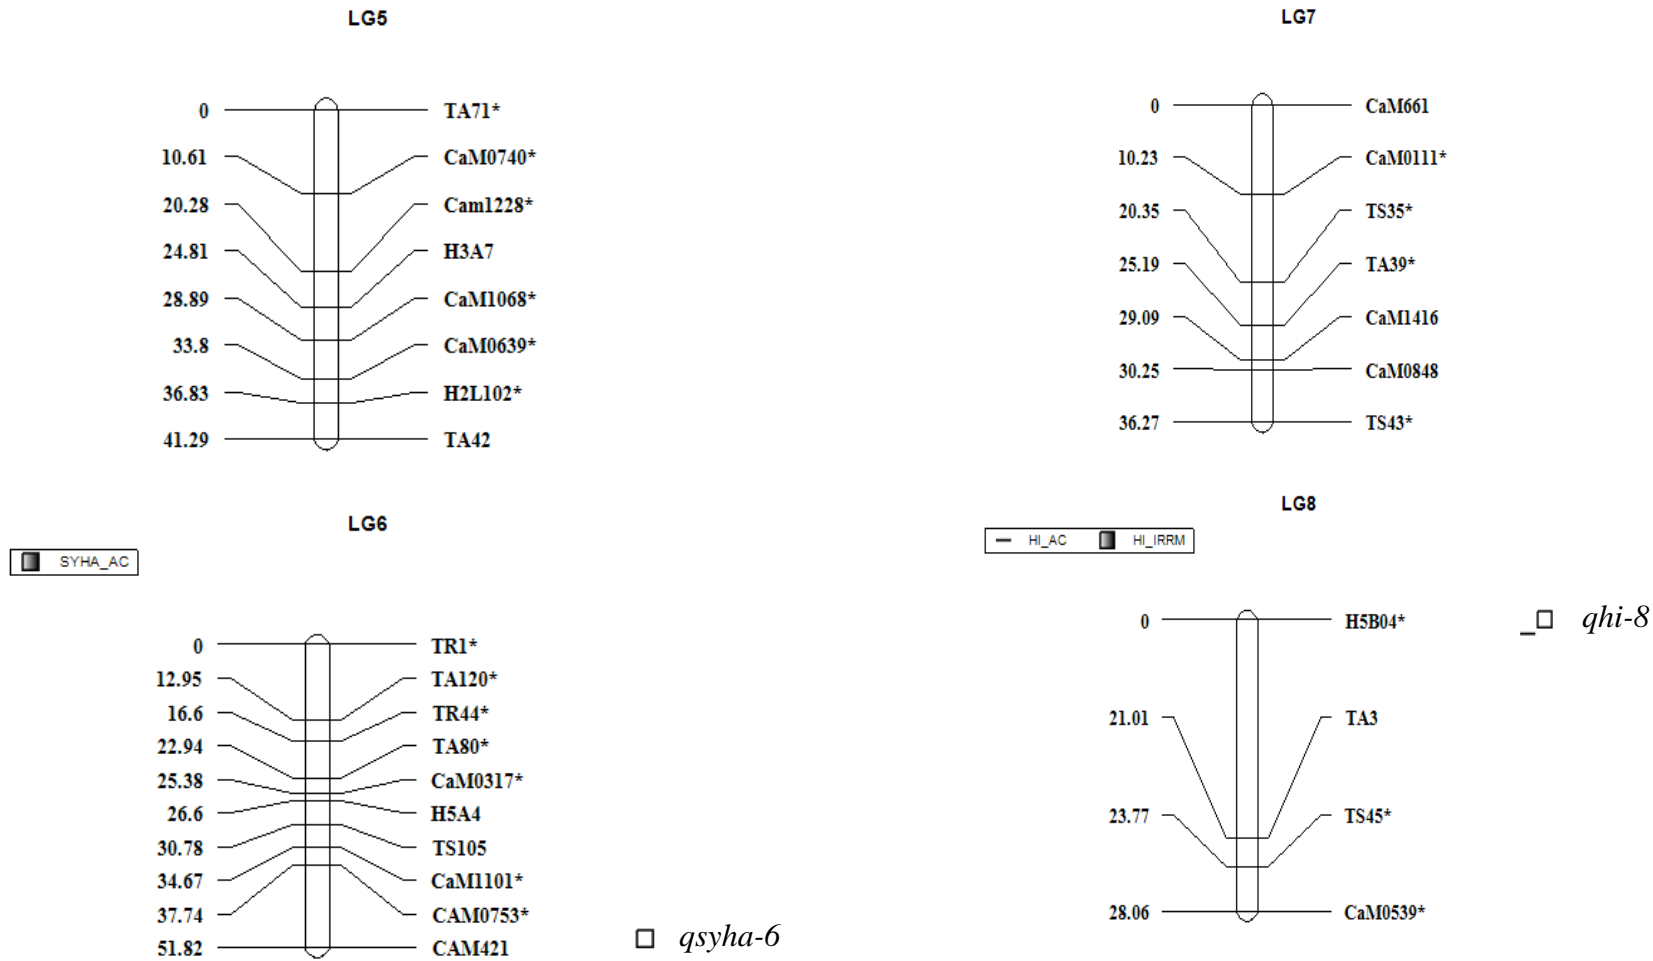 LG5
0 TA71*
10.61 CaM0740*
20.28 Cam1228*
24.81 H3A7
28.89 CaM1068*
33.8 CaM0639*
36.83 H2L102*
41.29 TA42
LG7
0 CaM661
10.23 CaM0111*
20.35 TS35*
25.19 TA39*
29.09 CaM1416
30.25 CaM0848
36.27 TS43*
LG6
SYHA_AC
0 TR1*
12.95 TA120*
16.6 TR44*
22.94 TA80*
25.38 CaM0317*
26.6 H5A4
30.78 TS105
34.67 CaM1101*
37.74 CAM0753*
51.82 CAM421
qsyha-6
LG8
HI_AC HI_IRRM
0 H5B04*
qhi-8
21.01 TA3
23.77 TS45*
28.06 CaM0539*